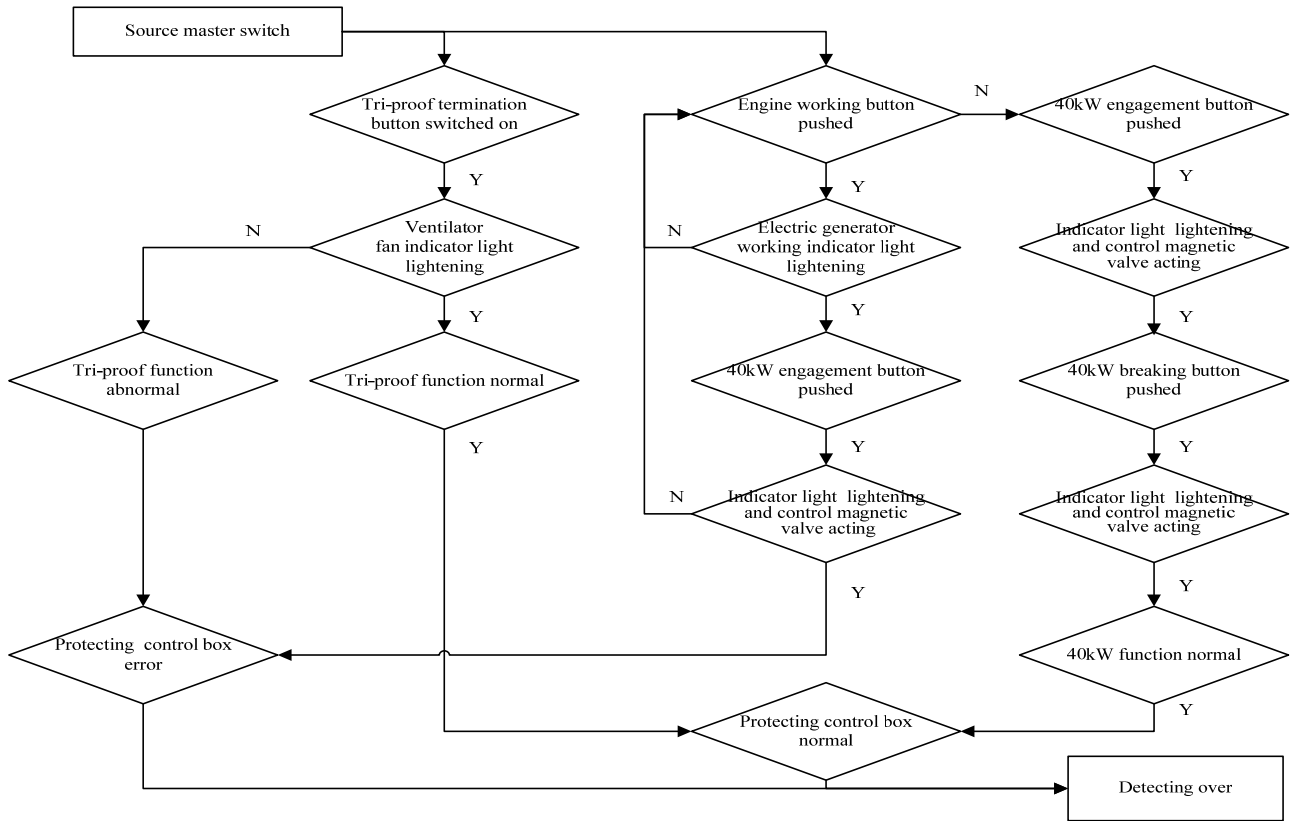 Source master switch
Tri-proof termination
button switched on
Engine working button
pushed
N
40kW engagement button
pushed
Y
Y
Y
N
Ventilator
fan indicator light
lightening
N
Electric generator
working indicator light
lightening
Indicator light lightening
and control magnetic
valve acting
Y
Y
Y
Tri-proof function
abnormal
Tri-proof function normal
40kW engagement button
pushed
40kW breaking button
pushed
Y
Y
Y
N
Indicator light lightening
and control magnetic
valve acting
Indicator light lightening
and control magnetic
valve acting
Y
Y
Protecting control box
error
40kW function normal
Y
Protecting control box
normal
Detecting over